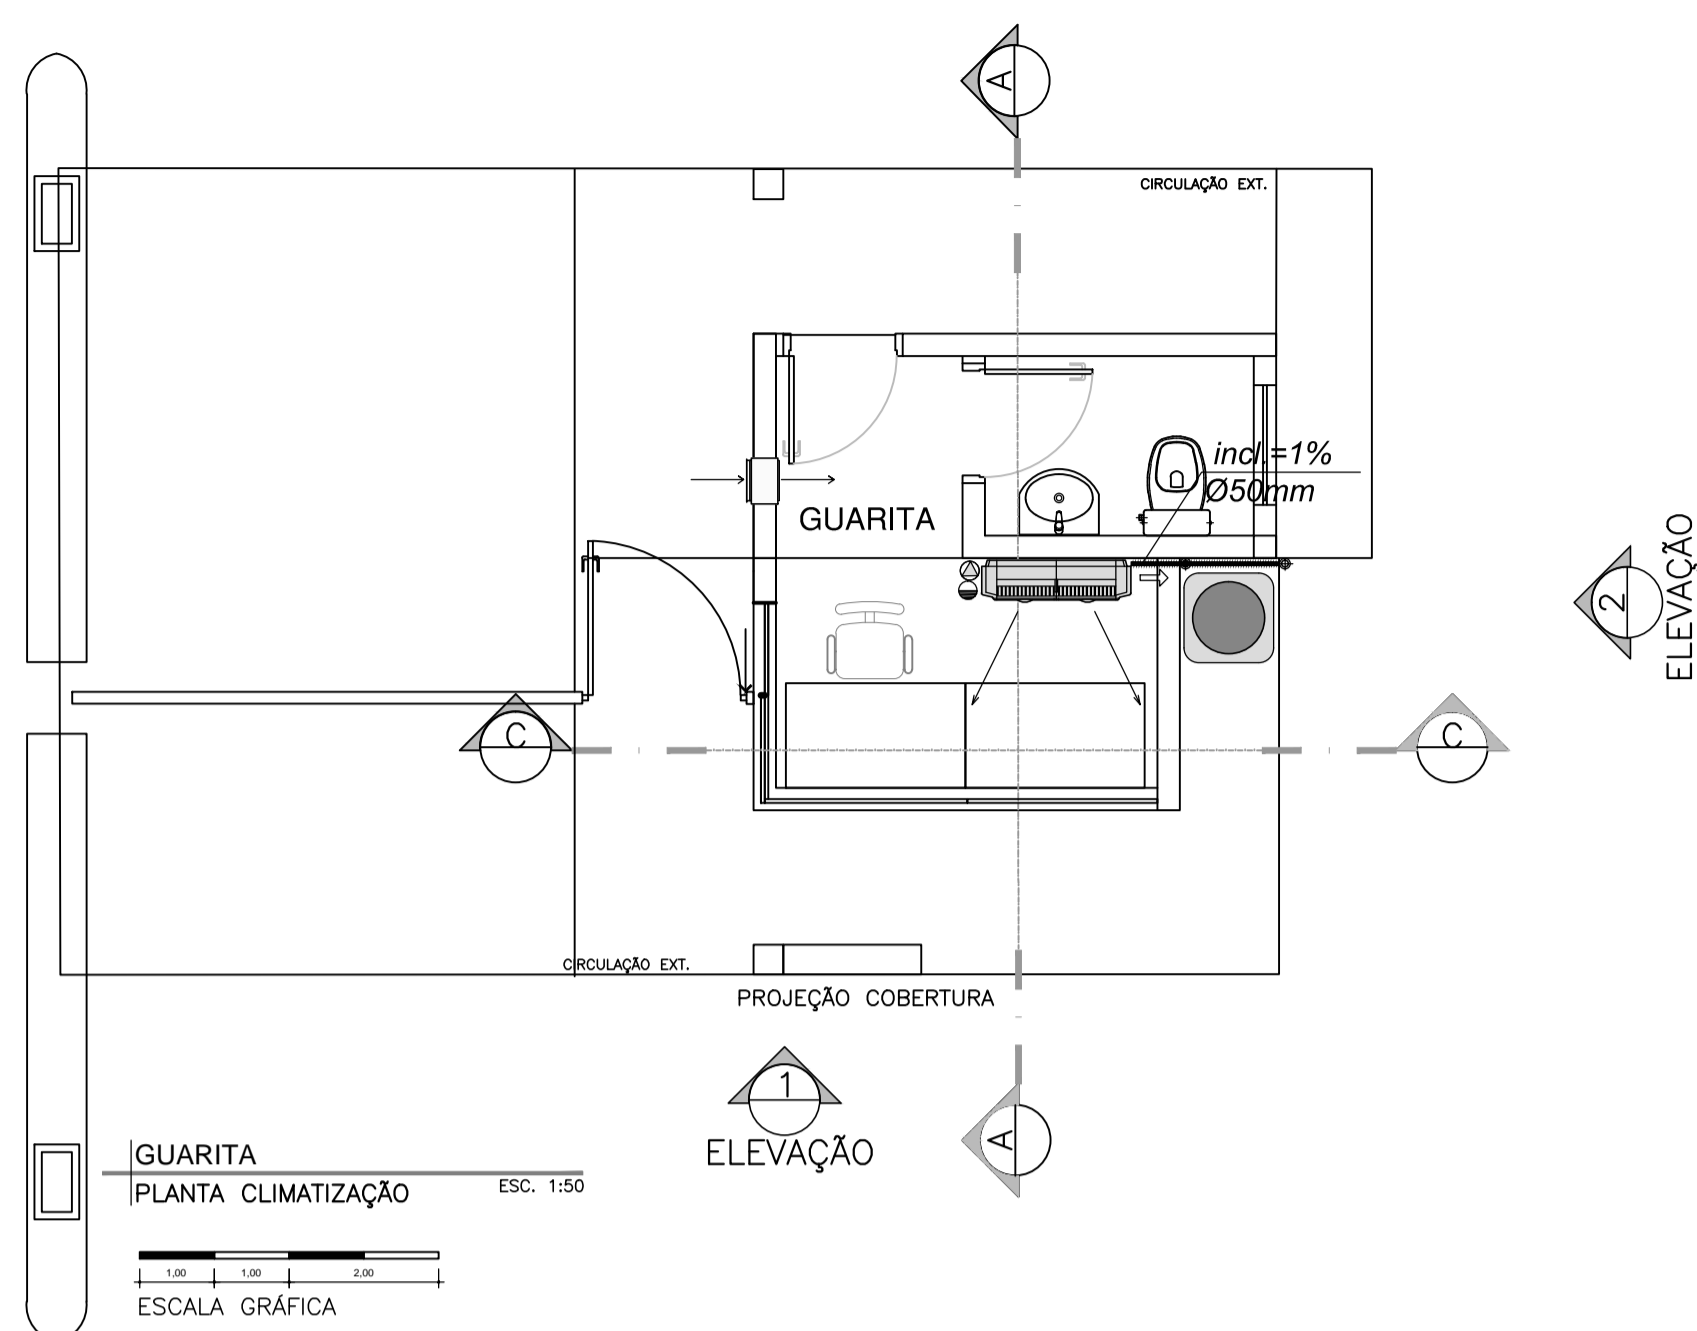 A
CIRCULAÇÃO EXT.
incl.=1%
Ø50mm
GUARITA
2
ELEVAÇÃO
C
C
CIRCULAÇÃO EXT.
PROJEÇÃO COBERTURA
1
ELEVAÇÃO
A
GUARITA
PLANTA CLIMATIZAÇÃO
ESC. 1:50
1,00 1,00 2,00
ESCALA GRÁFICA